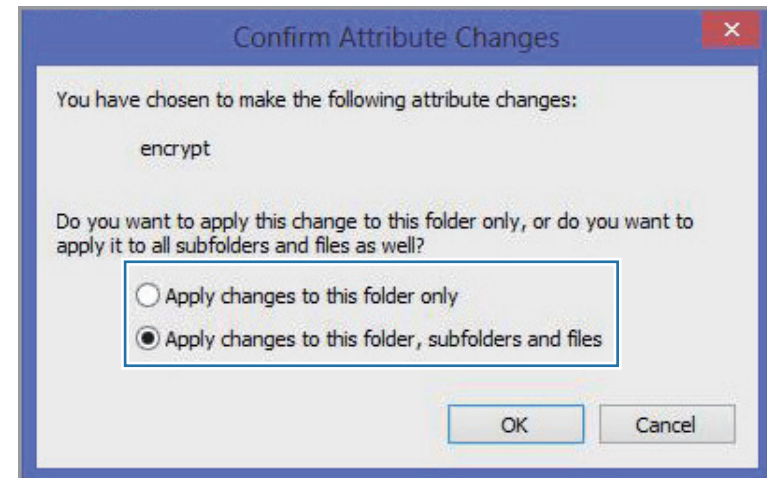 Confirm Attribute Changes
You have chosen to make the following attribute changes:
encrypt
Do you want to apply this change to this folder only, or do you want to
apply it to all subfolders and files as well?
Apply changes to this folder only
Apply changes to this folder, subfolders and files
OK
Cancel